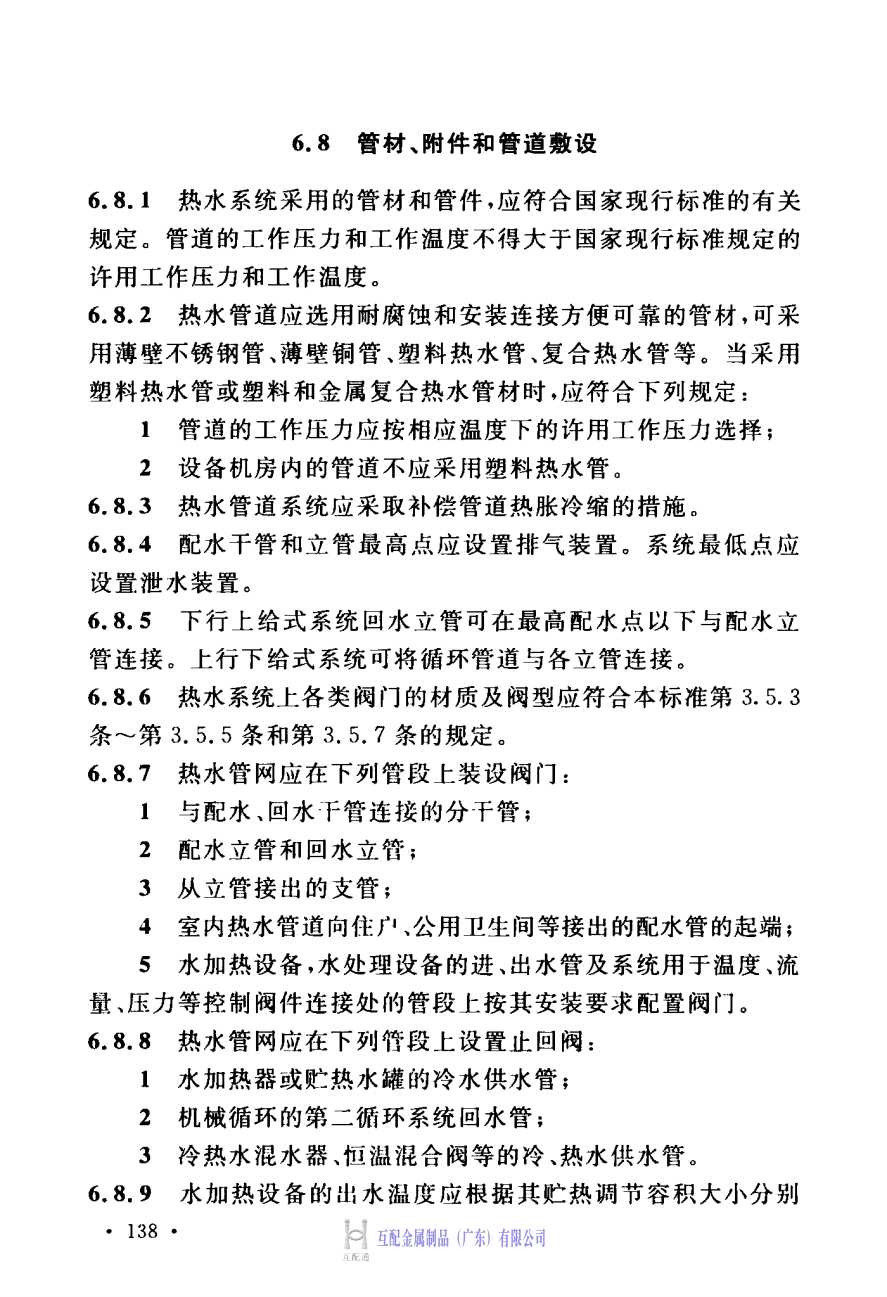 6.8 管材、附件和管道敷设
6.8.1 热水系统采用的管材和管件,应符合国家现行标准的有关
规定。管道的工作压力和工作温度不得大于国家现行标准规定的
许用工作压力和工作温度。
6.8.2 热水管道应选用耐腐蚀和安装连接方便可靠的管材,可采
用薄壁不锈钢管、薄壁铜管、塑料热水管、复合热水管等。当采用
塑料热水管或塑料和金属复合热水管材时,应符合下列规定:
1 管道的工作压力应按相应温度下的许用工作压力选择;
2 设备机房内的管道不应采用塑料热水管。
6.8.3 热水管道系统应采取补偿管道热胀冷缩的措施。
6.8.4 配水干管和立管最高点应设置排气装置。系统最低点应
设置泄水装置。
6.8.5 下行上给式系统回水立管可在最高配水点以下与配水立
管连接。上行下给式系统可将循环管道与各立管连接。
6.8.6 热水系统上各类阀门的材质及阀型应符合本标准第 3.5.3
条~第 3.5.5 条和第 3.5.7 条的规定。
6.8.7 热水管网应在下列管段上装设阀门:
1 与配水、回水干管连接的分干管;
2 配水立管和回水立管;
3 从立管接出的支管;
4 室内热水管道向住户、公用卫生间等接出的配水管的起端;
5 水加热设备,水处理设备的进、出水管及系统用于温度、流
量、压力等控制阀件连接处的管段上按其安装要求配置阀门。
6.8.8 热水管网应在下列管段上设置止回阀:
1 水加热器或贮热水罐的冷水供水管;
2 机械循环的第二循环系统回水管;
3 冷热水混水器、恒温混合阀等的冷、热水供水管。
6.8.9 水加热设备的出水温度应根据其贮热调节容积大小分别
• 138 •
互配通
互配金属制品(广东)有限公司